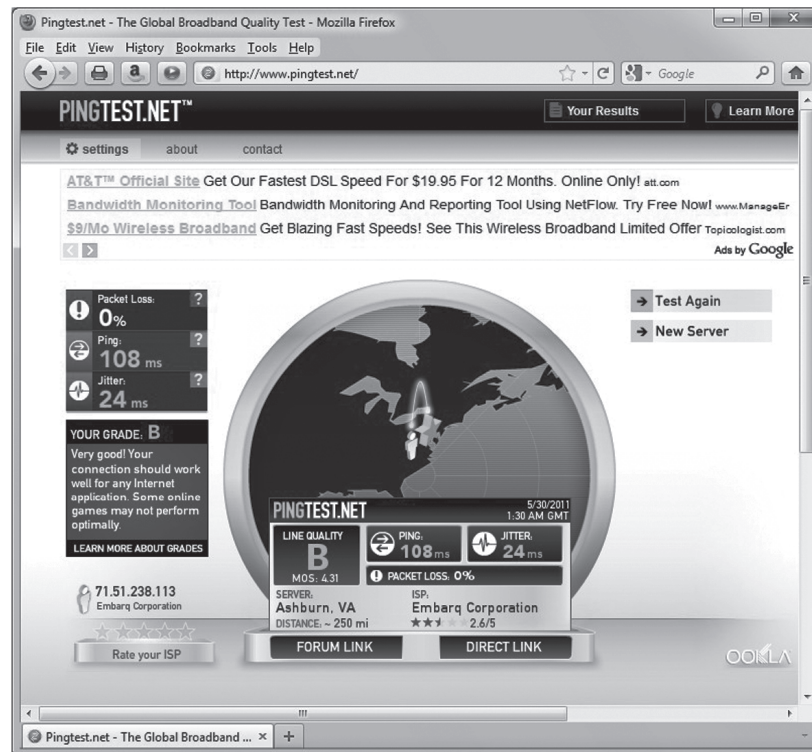 Pingtest.net - The Global Broadband Quality Test - Mozilla Firefox
File Edit View History Bookmarks Tools Help
http://www.pingtest.net/
Google
PINGTEST.NET™
Your Results
Learn More
settings about contact
AT&T™ Official Site Get Our Fastest DSL Speed For $19.95 For 12 Months. Online Only! att.com
Bandwidth Monitoring Tool Bandwidth Monitoring And Reporting Tool Using NetFlow. Try Free Now! www.ManageEr
$9/Mo Wireless Broadband Get Blazing Fast Speeds! See This Wireless Broadband Limited Offer Topicologist.com
Ads by Google
Packet Loss: ?
0%
Ping: ?
108 ms
Jitter: ?
24 ms
Test Again
New Server
YOUR GRADE: B
Very good! Your
connection should work
well for any Internet
application. Some online
games may not perform
optimally.
LEARN MORE ABOUT GRADES
71.51.238.113
Embarq Corporation
Rate your ISP
PINGTEST.NET
5/30/2011
1:30 AM GMT
LINE QUALITY
B
MOS: 4.31
PING:
108 ms
JITTER:
24 ms
PACKET LOSS: 0%
SERVER:
Ashburn, VA
DISTANCE: ~ 250 mi
ISP:
Embarq Corporation
2.6/5
FORUM LINK
DIRECT LINK
OOKLA
Pingtest.net - The Global Broadband ... × +